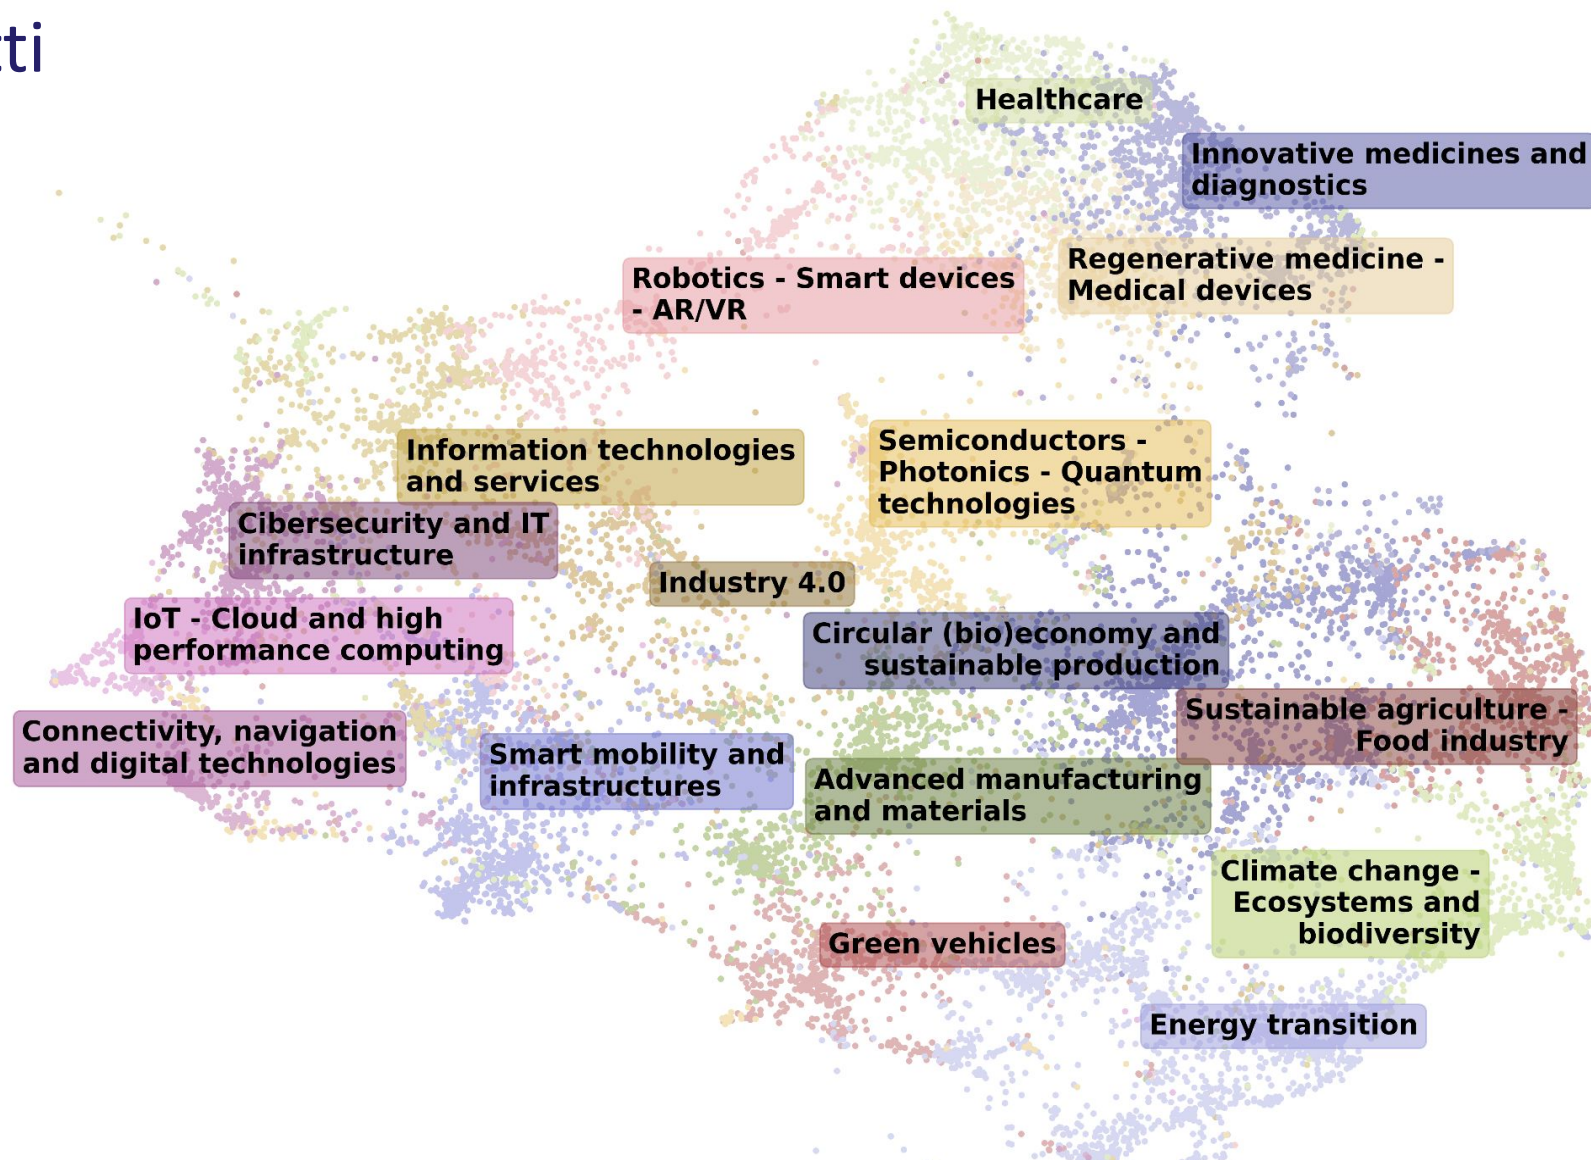 tti
Healthcare
Innovative medicines and
diagnostics
Regenerative medicine -
Medical devices
Robotics - Smart devices
- AR/VR
Information technologies
and services
Semiconductors -
Photonics - Quantum
technologies
Cibersecurity and IT
infrastructure
Industry 4.0
IoT - Cloud and high
performance computing
Circular (bio)economy and
sustainable production
Sustainable agriculture -
Food industry
Connectivity, navigation
and digital technologies
Smart mobility and
infrastructures
Advanced manufacturing
and materials
Climate change -
Ecosystems and
biodiversity
Green vehicles
Energy transition